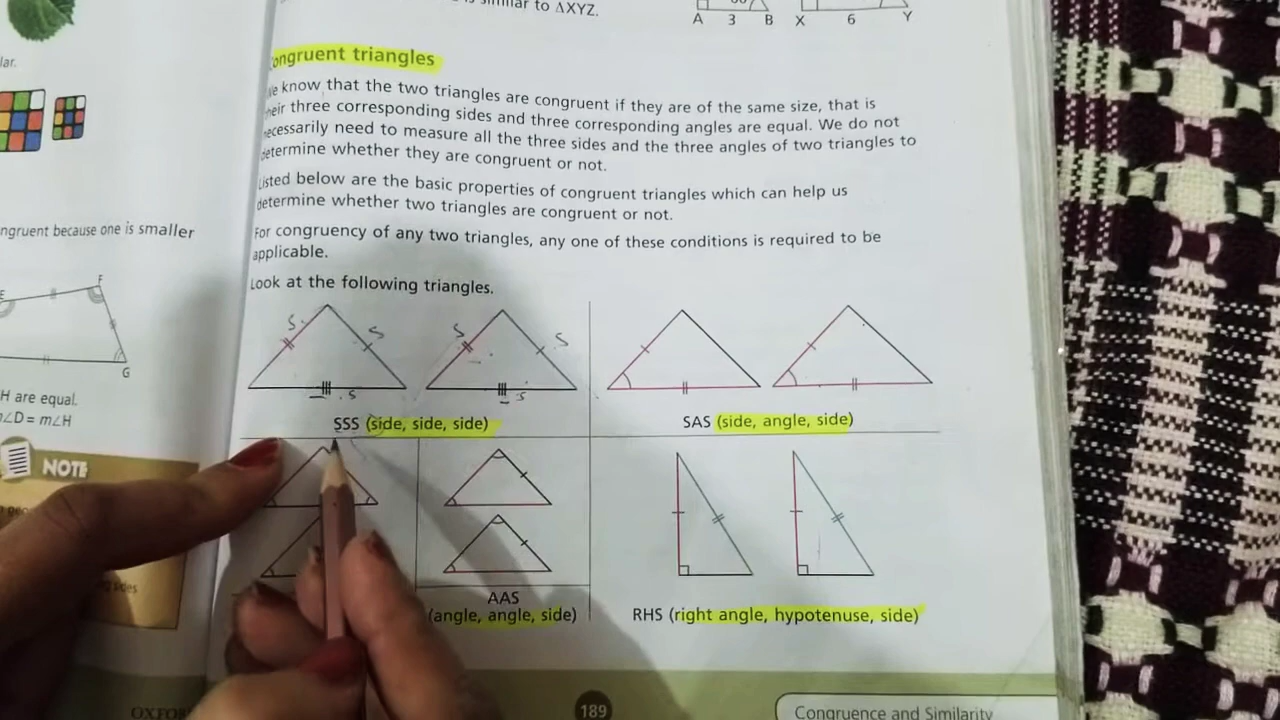 lar.
ngruent because one is smaller
F
G
H are equal.
∠D = m∠H
NOTE
similar to ΔXYZ.
A 3 B X 6 Y
ongruent triangles
e know that the two triangles are congruent if they are of the same size, that is
heir three corresponding sides and three corresponding angles are equal. We do not
ecessarily need to measure all the three sides and the three angles of two triangles to
etermine whether they are congruent or not.
Listed below are the basic properties of congruent triangles which can help us
determine whether two triangles are congruent or not.
For congruency of any two triangles, any one of these conditions is required to be
applicable.
Look at the following triangles.
S S S S
S S
SSS (side, side, side)
SAS (side, angle, side)
AAS
(angle, angle, side)
RHS (right angle, hypotenuse, side)
OXFOR
189
Congruence and Similarity